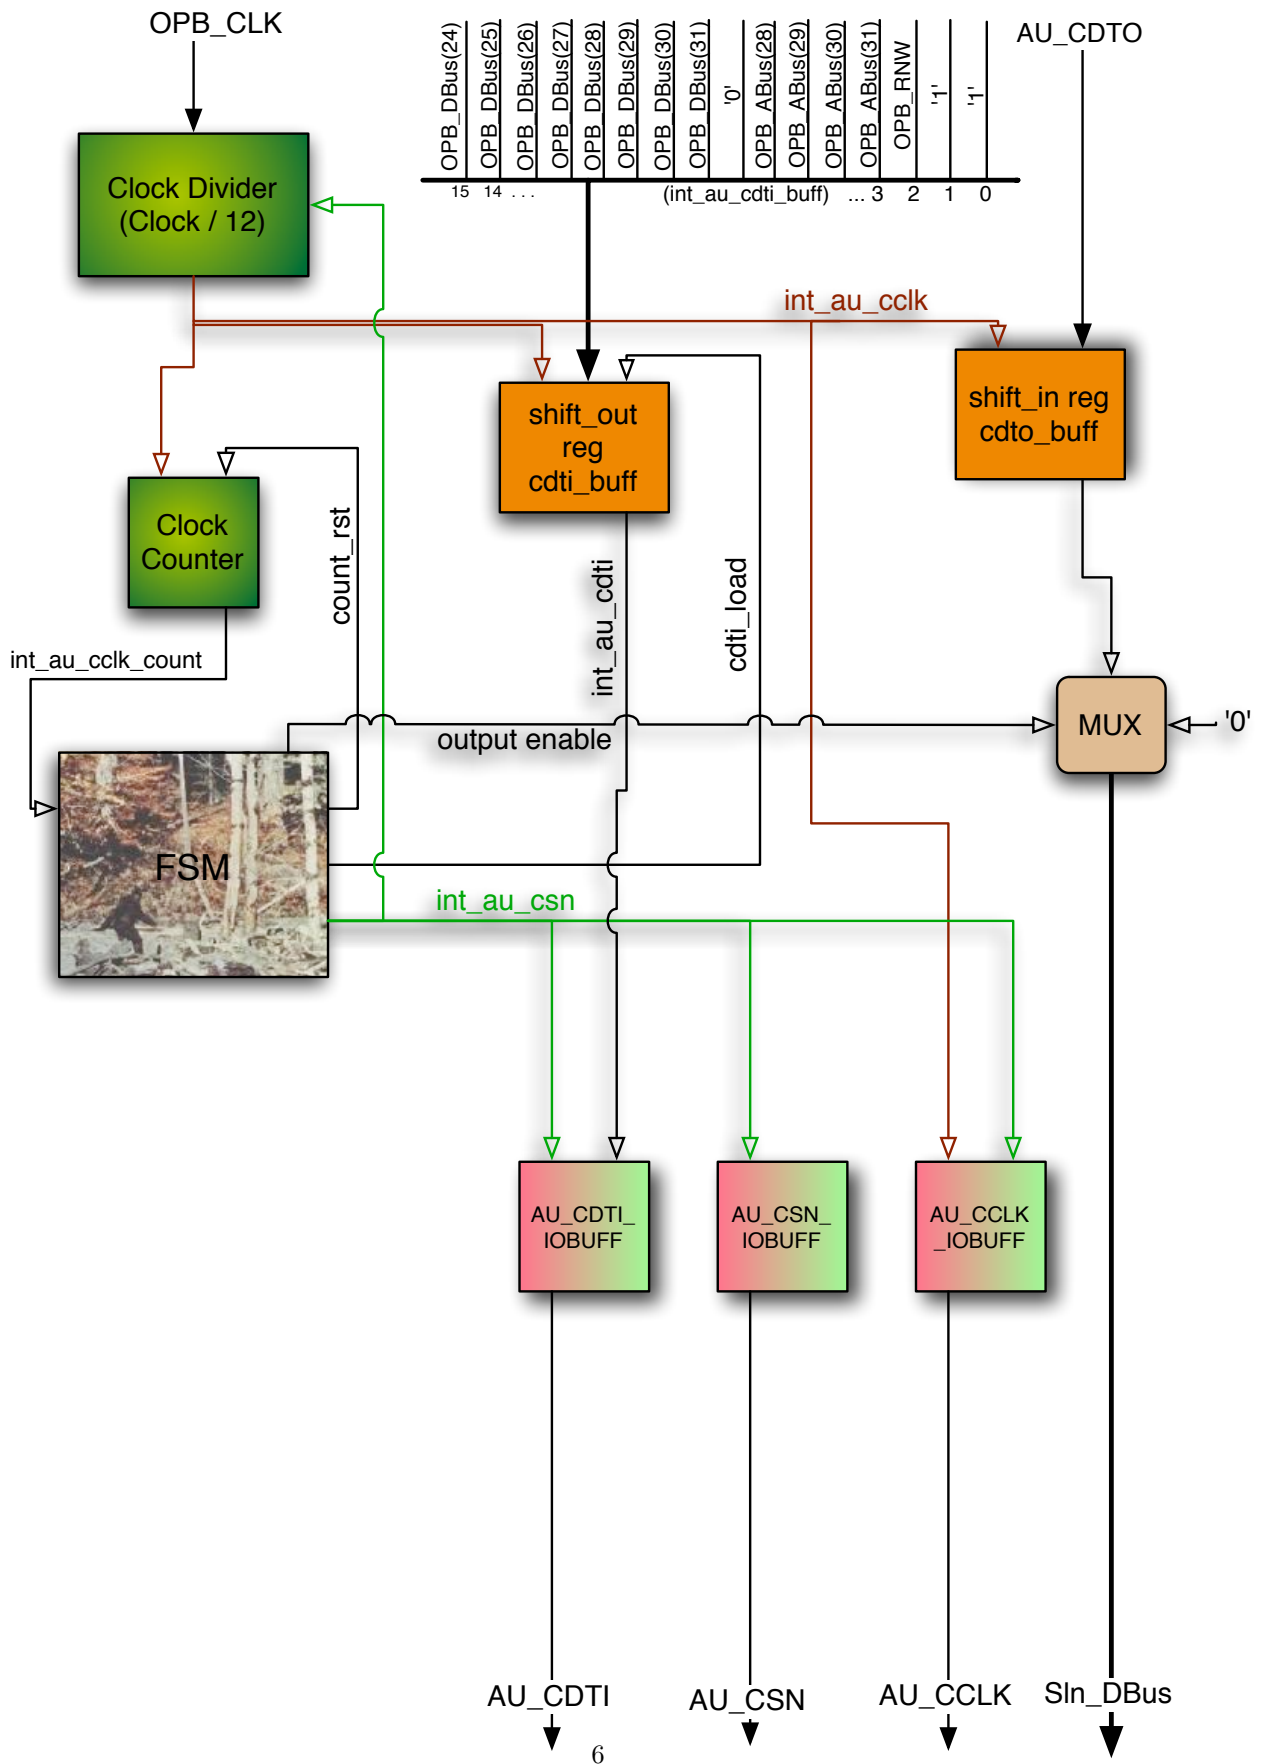 OPB_CLK
OPB_DBus(24)
OPB_DBus(25)
OPB_DBus(26)
OPB_DBus(27)
OPB_DBus(28)
OPB_DBus(29)
OPB_DBus(30)
OPB_DBus(31)
'0'
OPB_ABus(28)
OPB_ABus(29)
OPB_ABus(30)
OPB_ABus(31)
OPB_RNW
'1'
'1'
AU_CDTO
15 14 . . . (int_au_cdti_buff) ... 3 2 1 0
Clock Divider
(Clock / 12)
int_au_cclk
shift_out
reg
cdti_buff
shift_in reg
cdto_buff
Clock
Counter
count_rst
int_au_cdti
cdti_load
int_au_cclk_count
output enable
MUX
'0'
FSM
int_au_csn
AU_CDTI_
IOBUFF
AU_CSN_
IOBUFF
AU_CCLK
_IOBUFF
AU_CDTI
AU_CSN
AU_CCLK
Sln_DBus
6